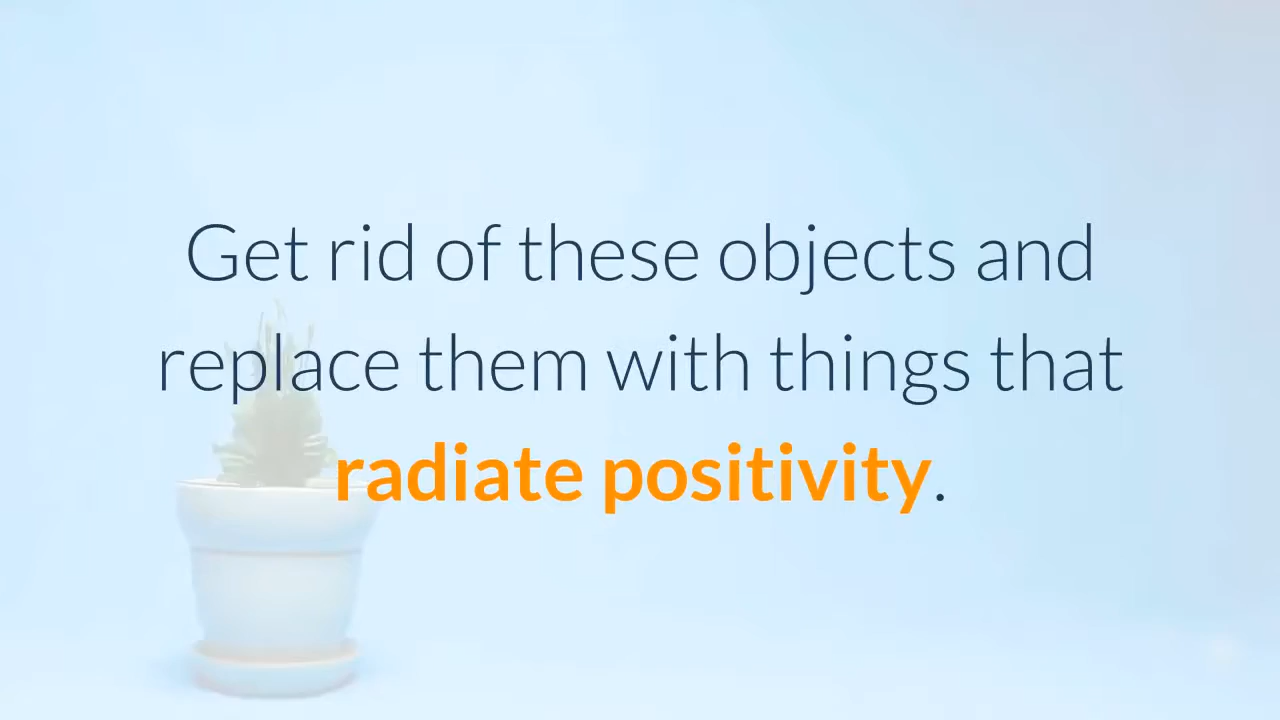 Get rid of these objects and
replace them with things that
radiate positivity.